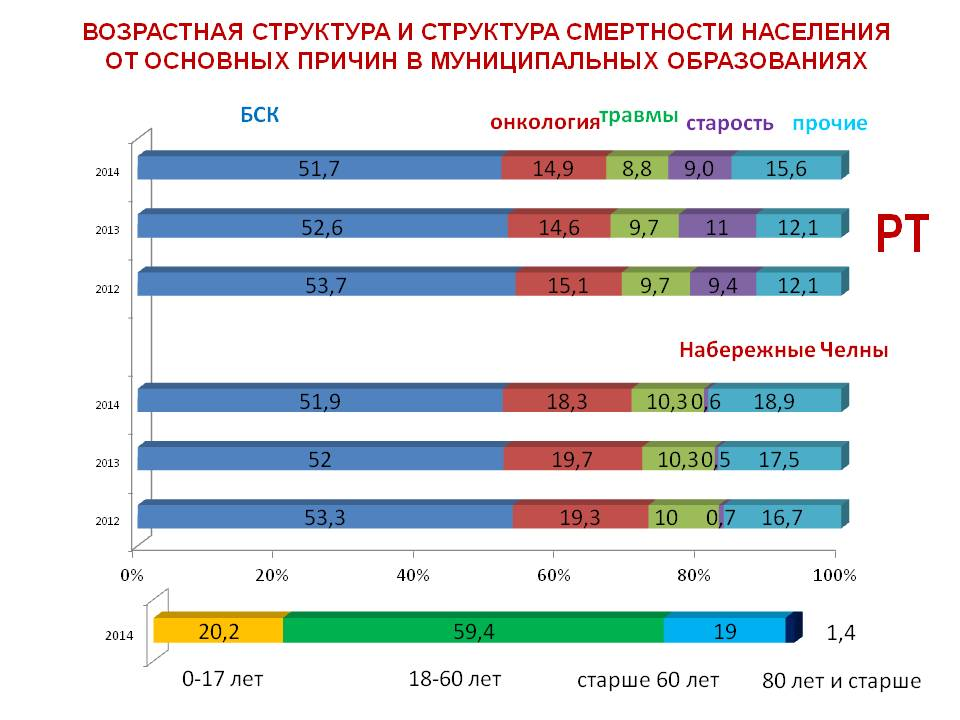 ВОЗРАСТНАЯ СТРУКТУРА И СТРУКТУРА СМЕРТНОСТИ НАСЕЛЕНИЯ
ОТ ОСНОВНЫХ ПРИЧИН В МУНИЦИПАЛЬНЫХ ОБРАЗОВАНИЯХ
БСК онкология травмы старость прочие
2014 51,7 14,9 8,8 9,0 15,6
2013 52,6 14,6 9,7 11 12,1
РТ
2012 53,7 15,1 9,7 9,4 12,1
Набережные Челны
2014 51,9 18,3 10,3 0,6 18,9
2013 52 19,7 10,3 0,5 17,5
2012 53,3 19,3 10 0,7 16,7
0% 20% 40% 60% 80% 100%
2014 20,2 59,4 19 1,4
0-17 лет 18-60 лет старше 60 лет 80 лет и старше